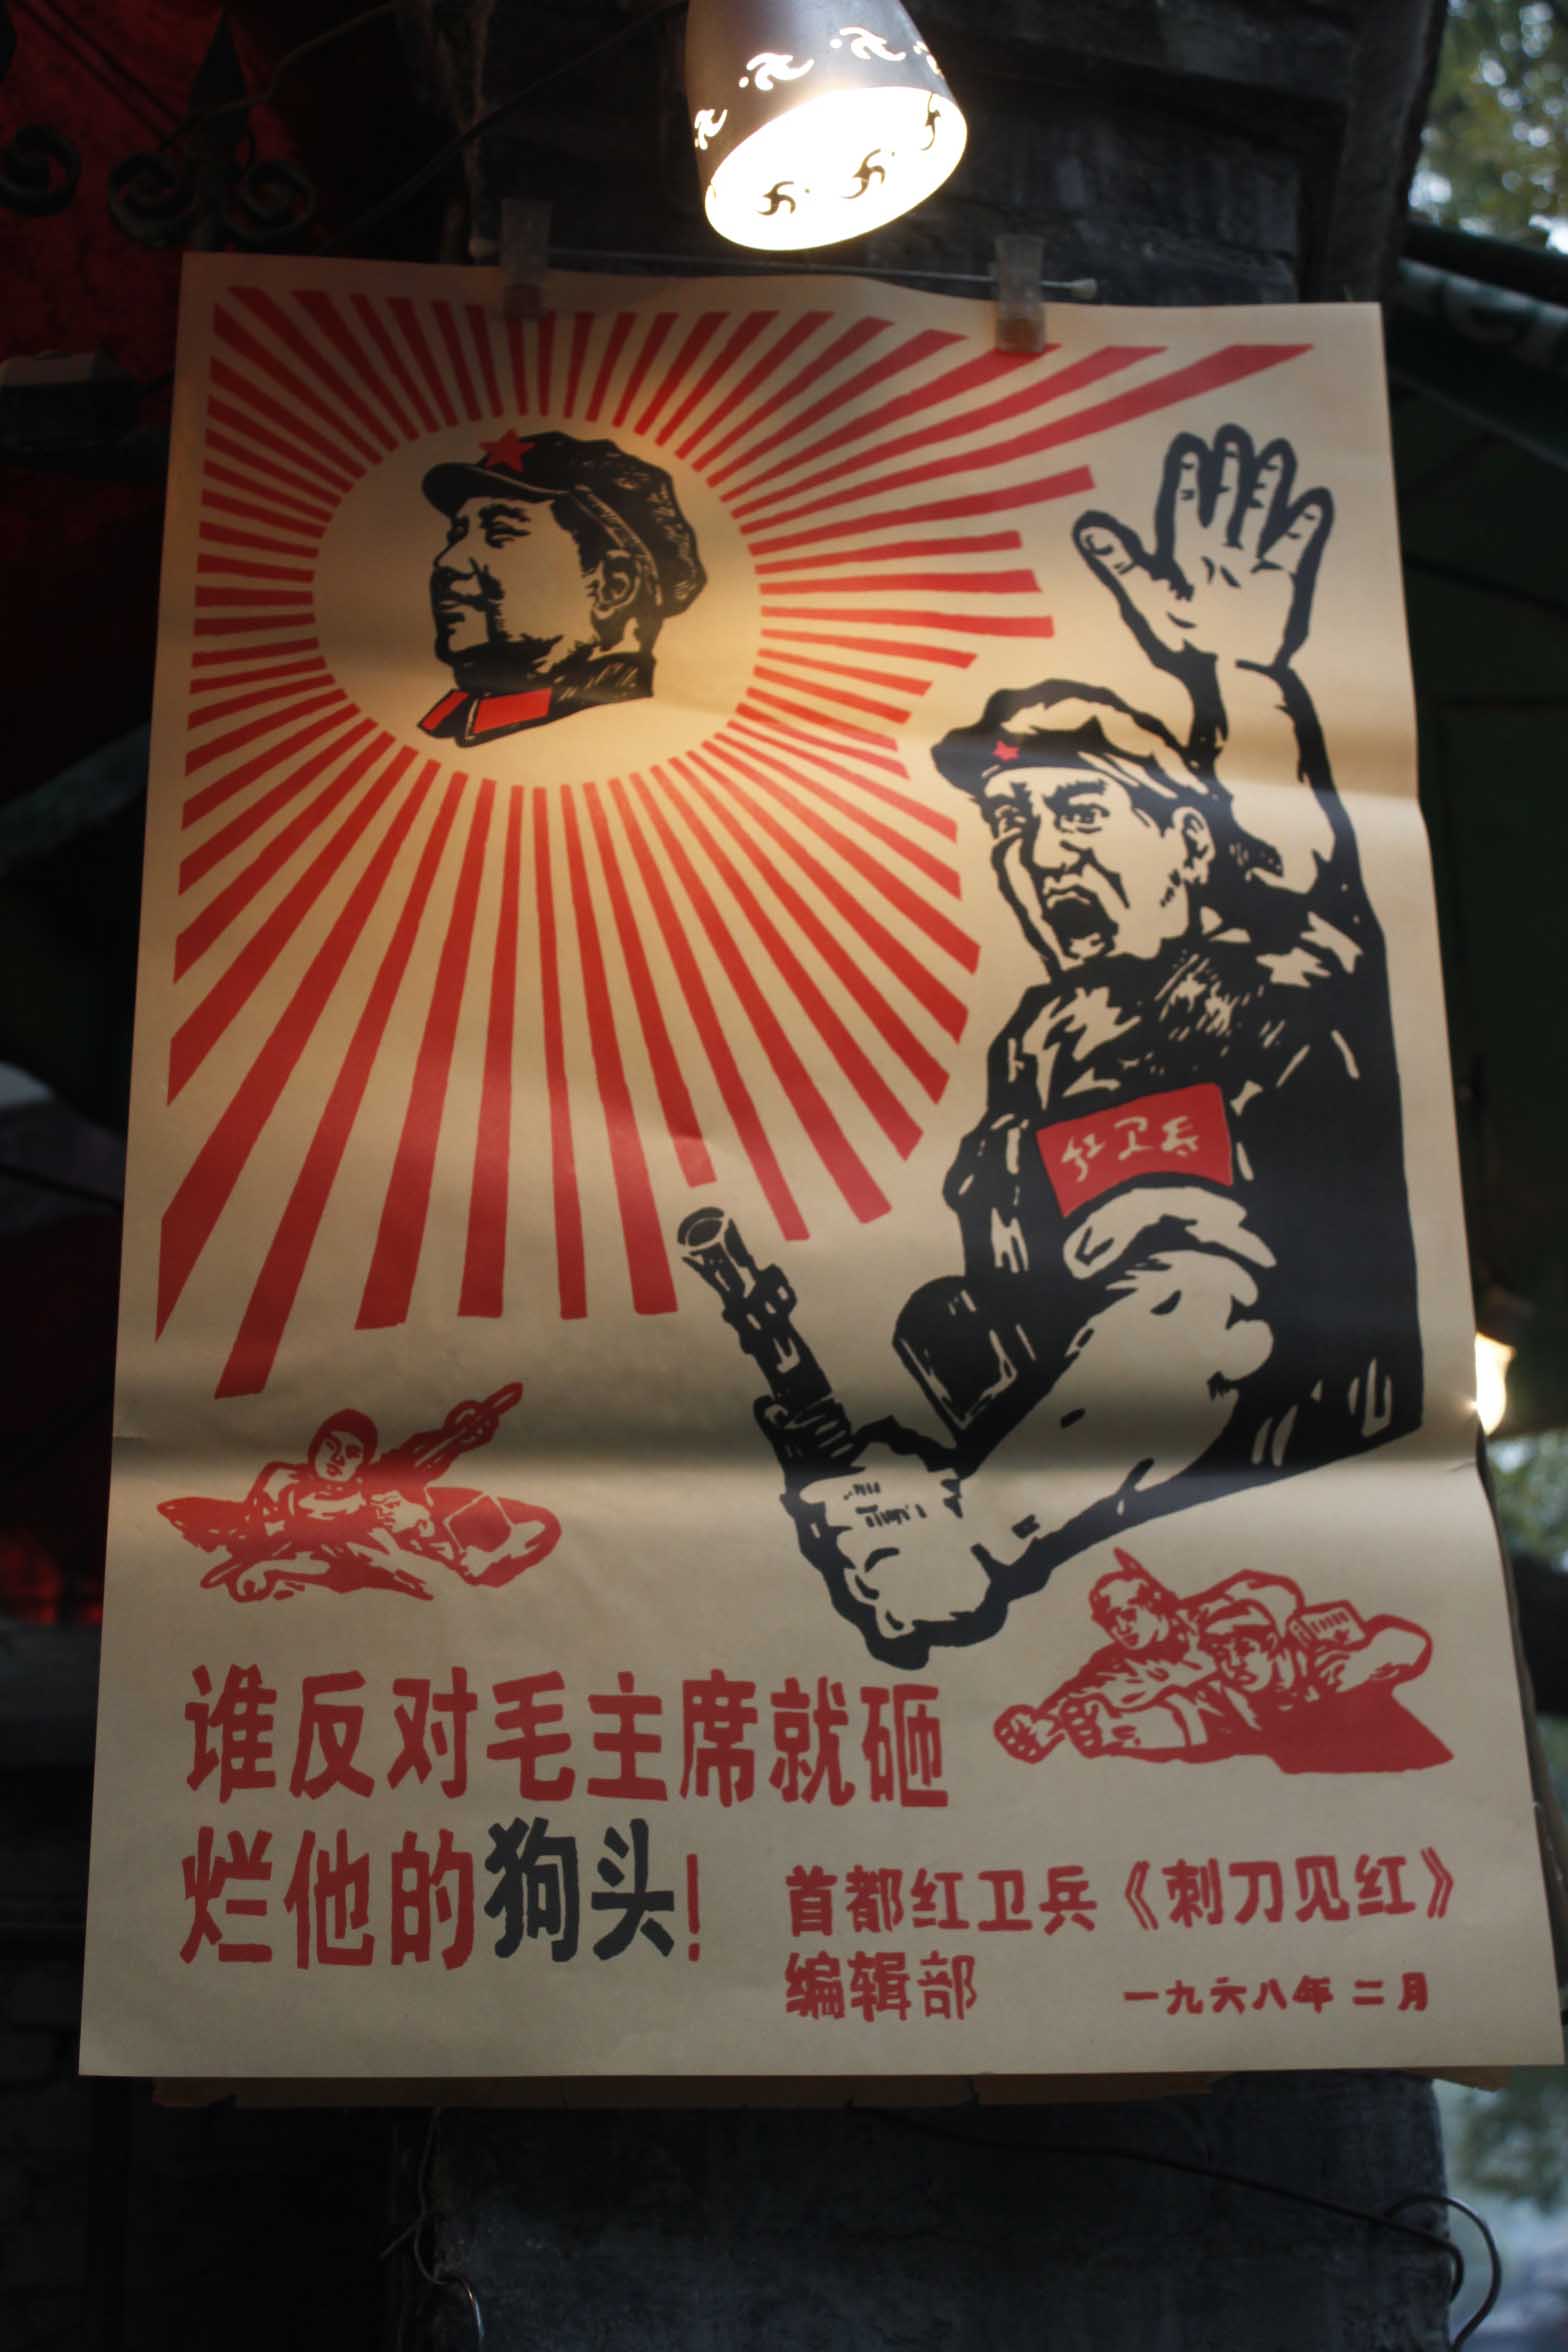 红卫兵
谁反对毛主席就砸
烂他的狗头!
首都红卫兵《刺刀见红》
编辑部
一九六八年 二月